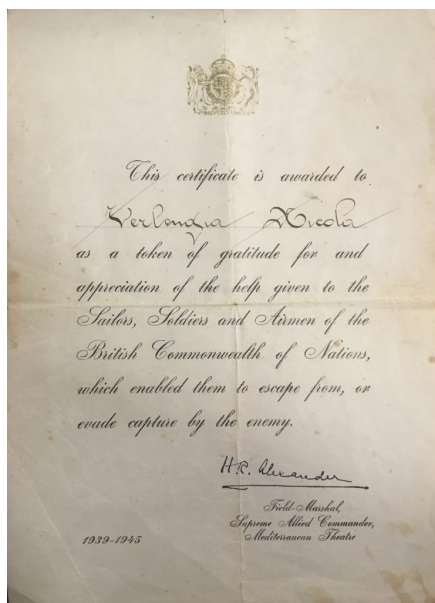 This certificate is awarded to
Verlengia Nicola
as a token of gratitude for and
appreciation of the help given to the
Sailors, Soldiers and Airmen of the
British Commonwealth of Nations,
which enabled them to escape from, or
evade capture by the enemy.
H.R. Alexander
Field-Marshal,
Supreme Allied Commander,
Mediterranean Theatre
1939-1945